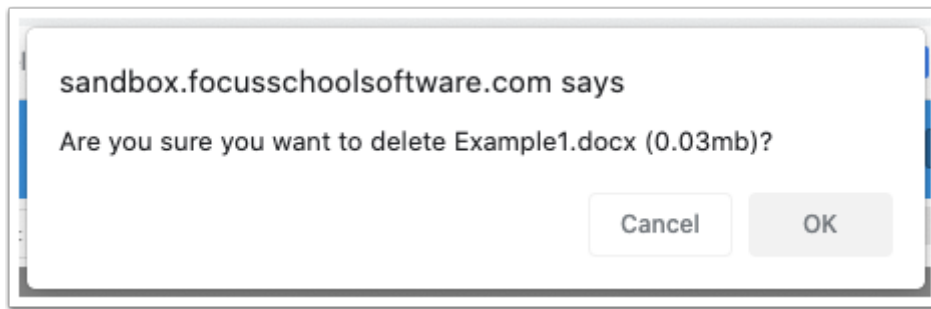 sandbox.focusschoolsoftware.com says
Are you sure you want to delete Example1.docx (0.03mb)?
Cancel OK